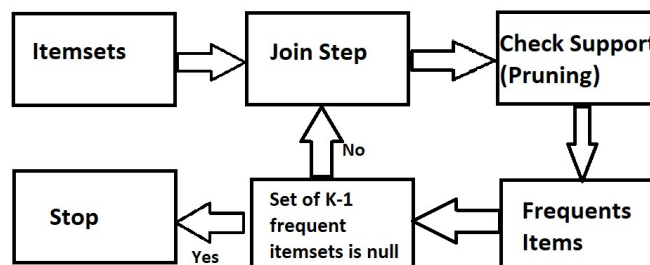 Itemsets
Join Step
Check Support
(Pruning)
No
Stop
Yes
Set of K-1
frequent
itemsets is null
Frequents
Items